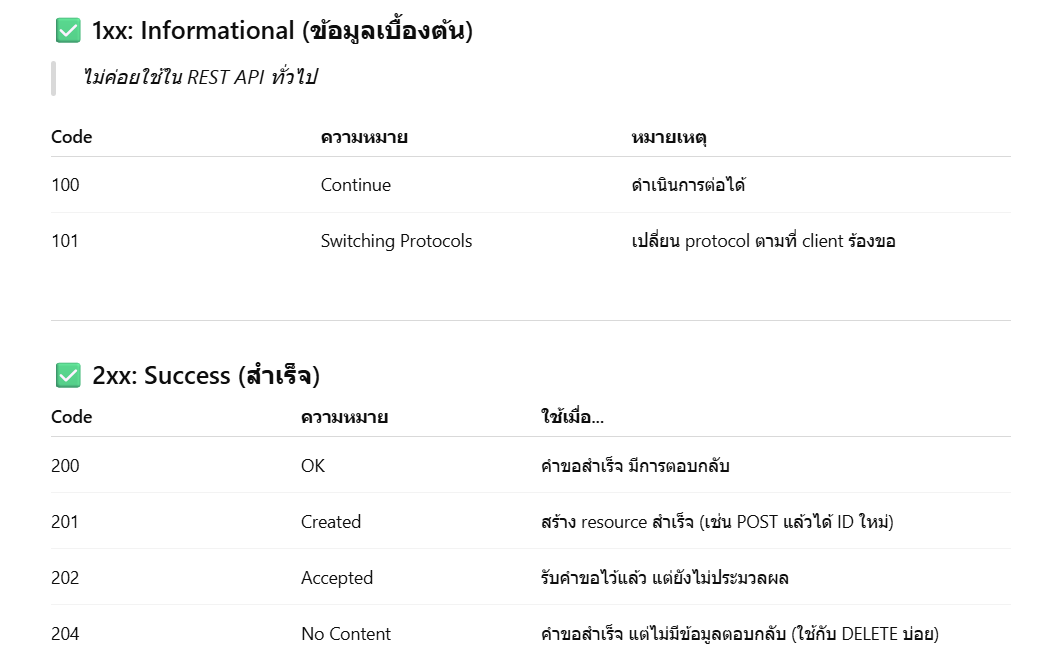 ✅ 1xx: Informational (ข้อมูลเบื้องต้น)
ไม่ค่อยใช้ใน REST API ทั่วไป
Code ความหมาย หมายเหตุ
100 Continue ดำเนินการต่อได้
101 Switching Protocols เปลี่ยน protocol ตามที่ client ร้องขอ
✅ 2xx: Success (สำเร็จ)
Code ความหมาย ใช้เมื่อ...
200 OK คำขอสำเร็จ มีการตอบกลับ
201 Created สร้าง resource สำเร็จ (เช่น POST แล้วได้ ID ใหม่)
202 Accepted รับคำขอไว้แล้ว แต่ยังไม่ประมวลผล
204 No Content คำขอสำเร็จ แต่ไม่มีข้อมูลตอบกลับ (ใช้กับ DELETE บ่อย)